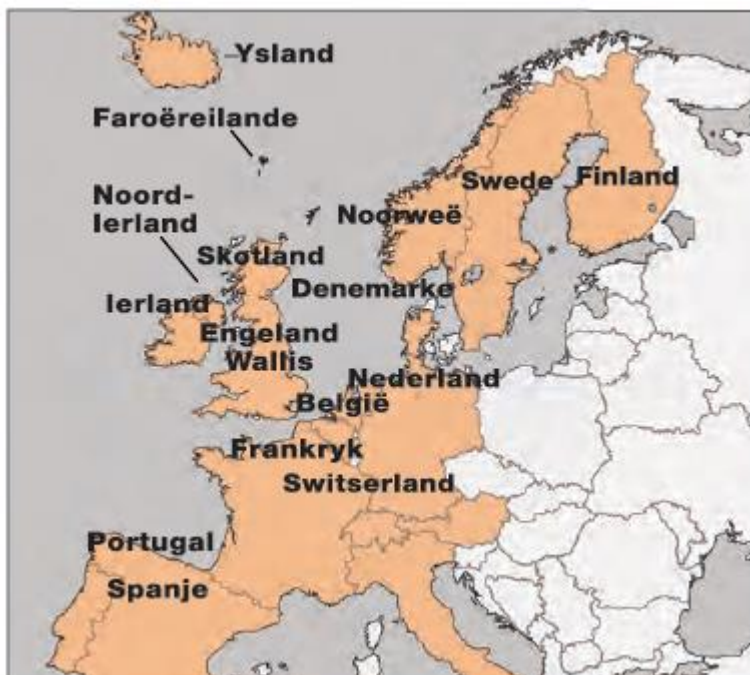 Ysland
Faroëreilande
Noord-
Ierland
Skotland
Noorweë
Swede
Finland
Ierland
Denemarke
Engeland
Wallis
Nederland
België
Frankryk
Switserland
Portugal
Spanje